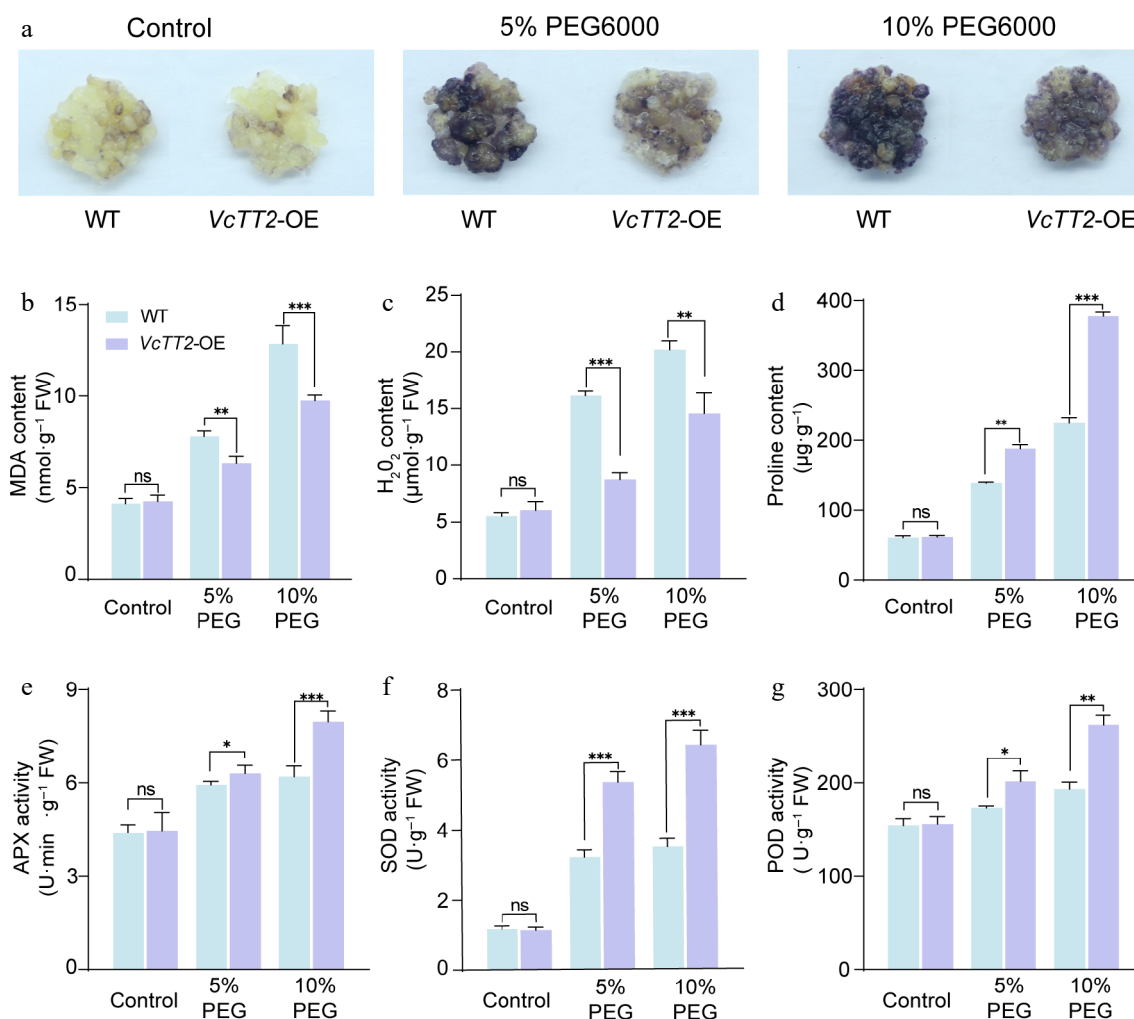 a
Control
5% PEG6000
10% PEG6000
WT
VcTT2-OE
WT
VcTT2-OE
WT
VcTT2-OE
b
MDA content
(nmol·g⁻¹ FW)
15
10
5
0
WT
VcTT2-OE
ns
**
***
Control
5%
PEG
10%
PEG
c
H₂0₂ content
(μmol·g⁻¹ FW)
25
20
15
10
5
0
ns
***
**
Control
5%
PEG
10%
PEG
d
Proline content
(μg·g⁻¹)
400
300
200
100
0
ns
**
***
Control
5%
PEG
10%
PEG
e
APX activity
(U·min ·g⁻¹ FW)
9
6
3
0
ns
*
***
Control
5%
PEG
10%
PEG
f
SOD activity
(U·g⁻¹ FW)
8
6
4
2
0
ns
***
***
Control
5%
PEG
10%
PEG
g
POD activity
( U·g⁻¹ FW)
300
200
100
0
ns
*
**
Control
5%
PEG
10%
PEG